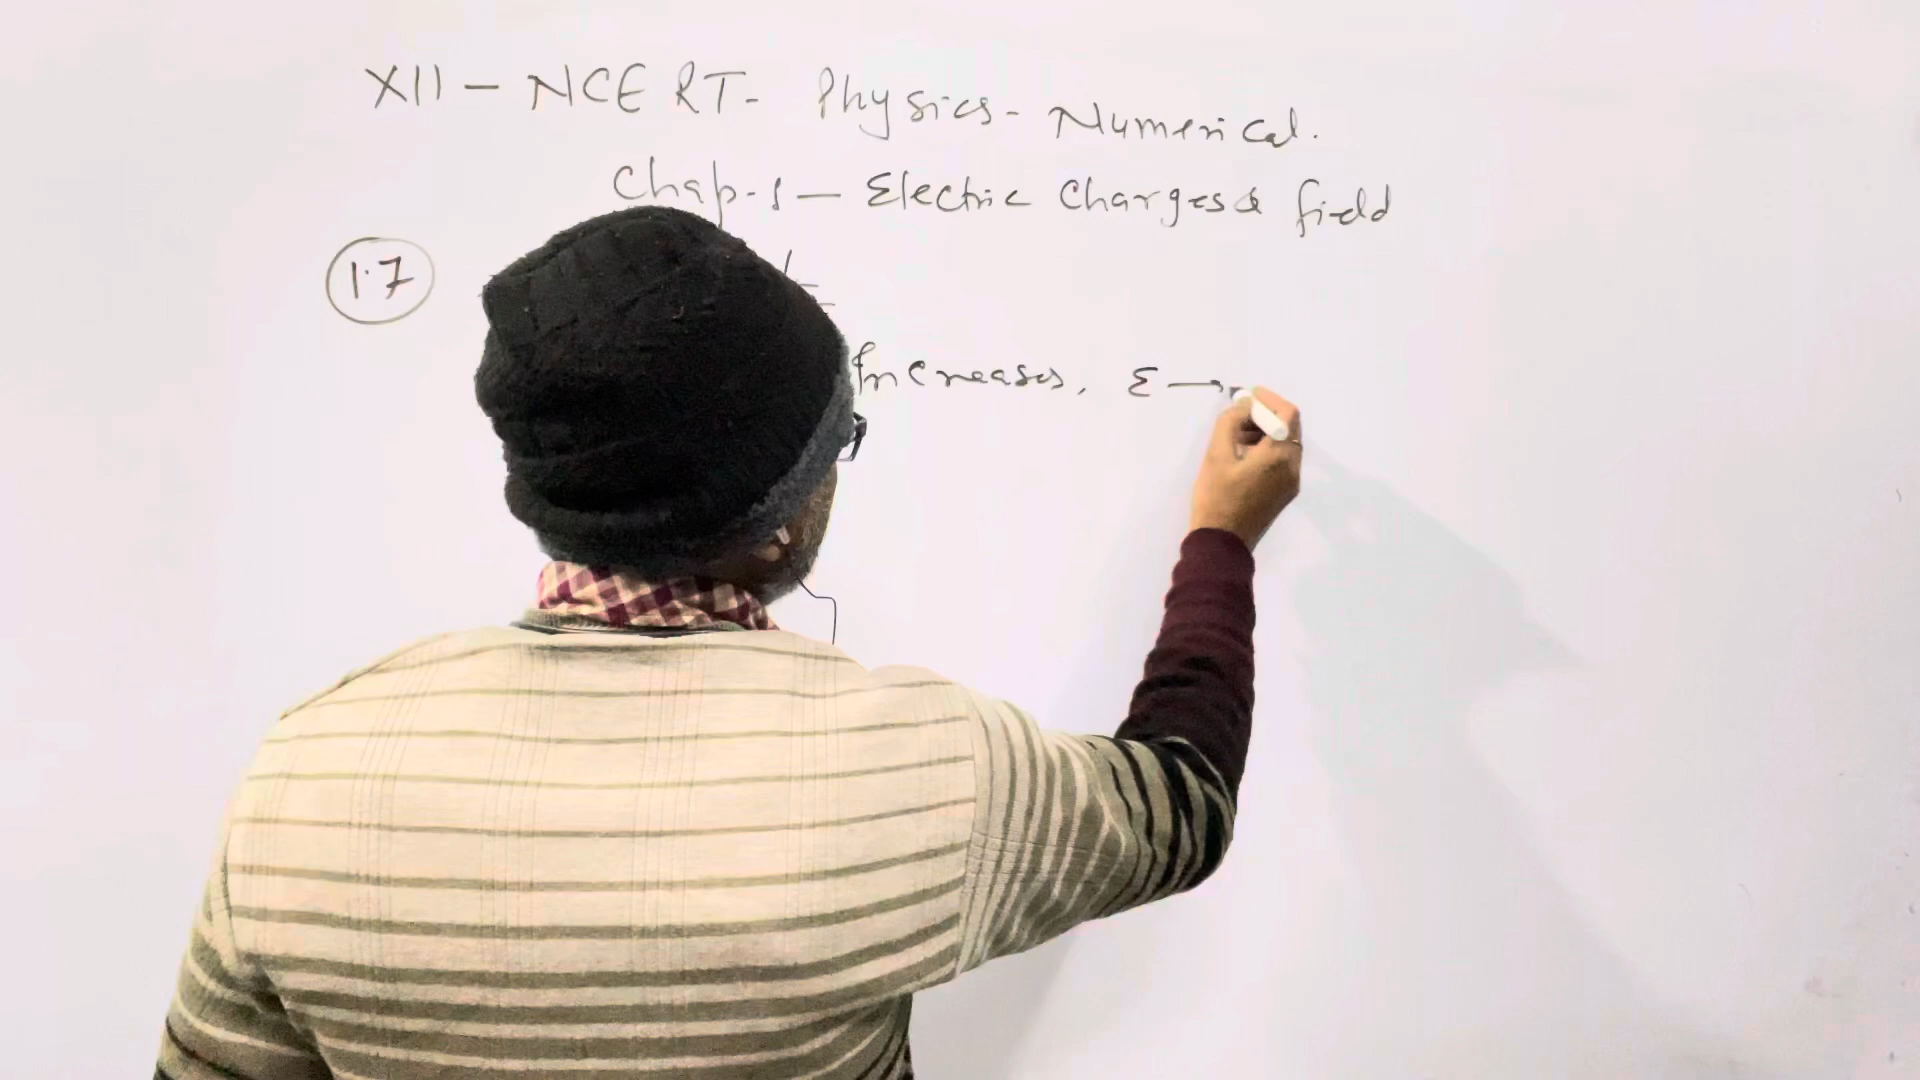 XII - NCERT- Physics- Numerical.
Chap-1 - Electric Charges & field
1.7
Increases, ε →